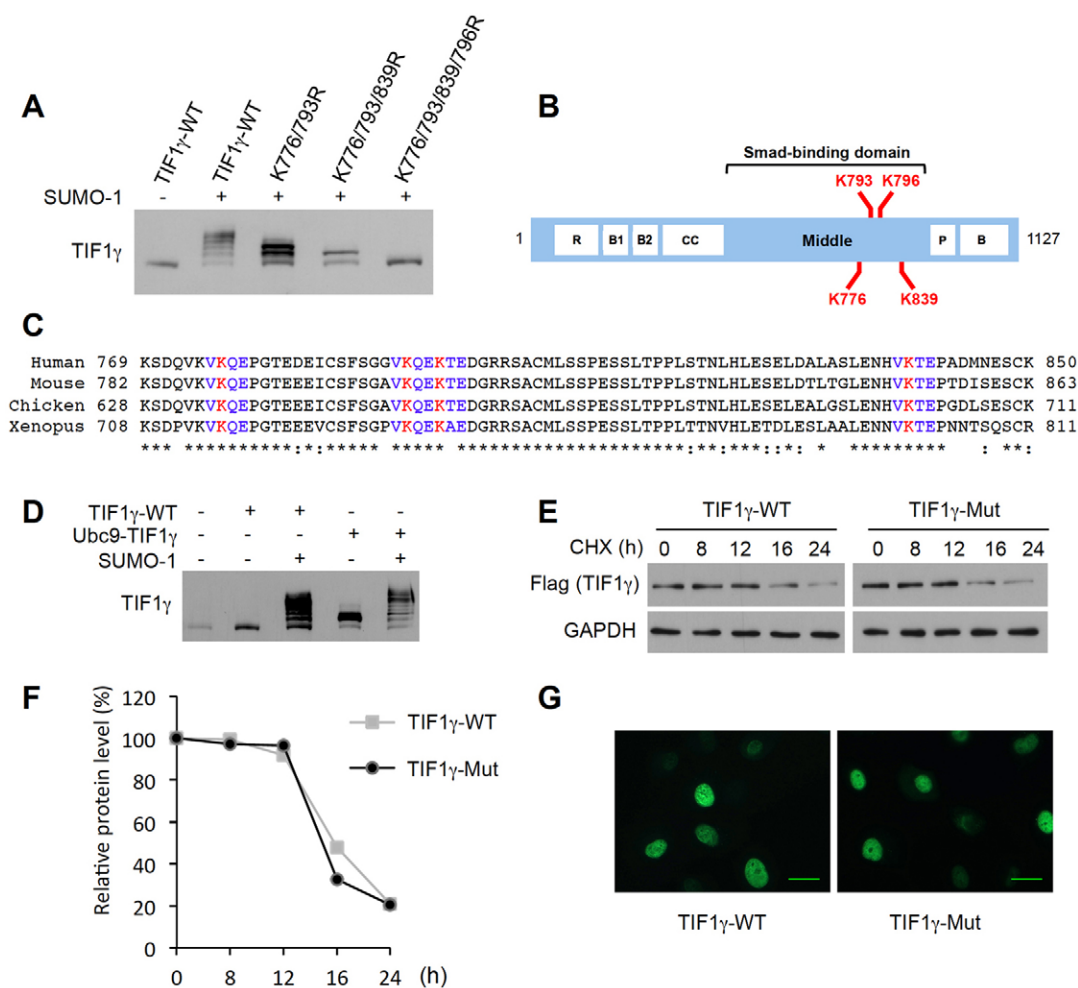 A
TIF1γ-WT
TIF1γ-WT
K776/793R
K776/793/839R
K776/793/839/796R
SUMO-1 - + + + +
TIF1γ
B
Smad-binding domain
K793 K796
1 R B1 B2 CC Middle P B 1127
K776 K839
C
Human 769 KSDQVKVKQEPGTEDEICSFSGGVKQEKTEDGRRSACMLSSPESSLTPPLSTNLHLESELDALASLENHVKTEPADMNESCK 850
Mouse 782 KSDQVKVKQEPGTEEEICSFSGAVKQEKTEDGRRSACMLSSPESSLTPPLSTNLHLESELDTLTGLENHVKTEPTDISESCK 863
Chicken 628 KSDQVKVKQEPGTEEEICSFSGAVKQEKTEDGRRSACMLSSPESSLTPPLSTNLHLESELEALGSLENHVKTEPGDLSESCK 711
Xenopus 708 KSDPVKVKQEPGTEEEVCSFSGPVKQEKAEDGRRSACMLSSPESSLTPPLTTNVHLETDLESLAALENNVKTEPNNTSQSCR 811
D
TIF1γ-WT - + + - -
Ubc9-TIF1γ - - - + +
SUMO-1 - - + - +
TIF1γ
E
TIF1γ-WT TIF1γ-Mut
CHX (h) 0 8 12 16 24 0 8 12 16 24
Flag (TIF1γ)
GAPDH
F
Relative protein level (%)
120
100
80
60
40
20
0
0 8 12 16 24 (h)
TIF1γ-WT
TIF1γ-Mut
G
TIF1γ-WT TIF1γ-Mut